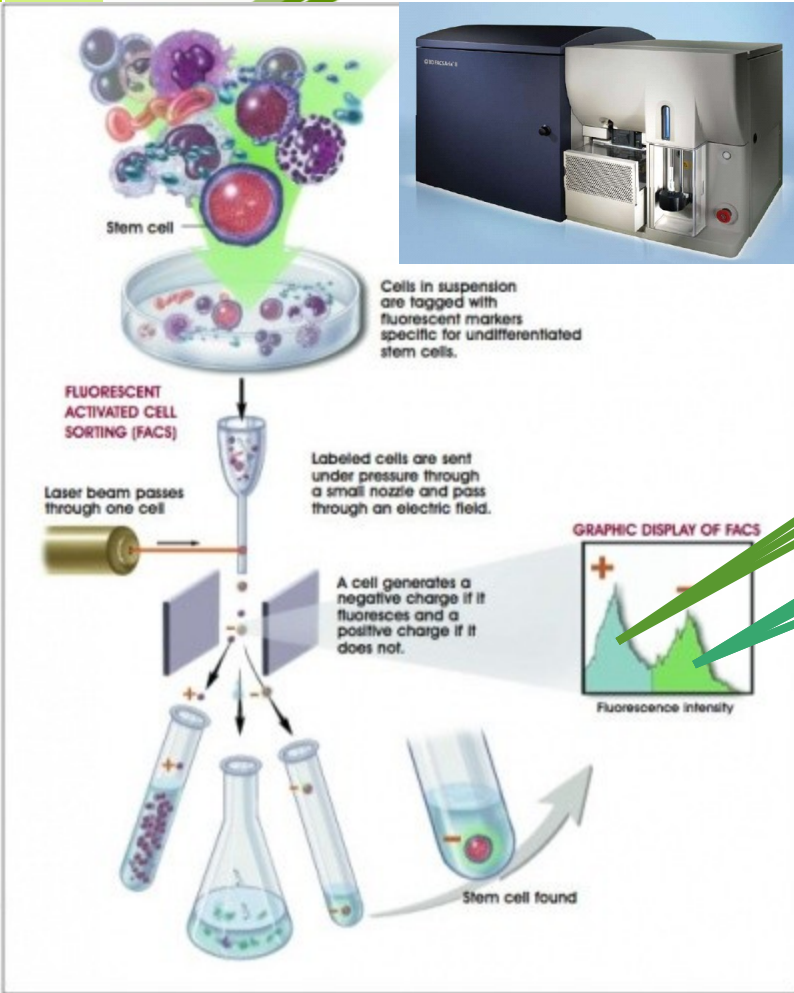 Stem cell
Cells in suspension
are tagged with
fluorescent markers
specific for undifferentiated
stem cells.
FLUORESCENT
ACTIVATED CELL
SORTING (FACS)
Labeled cells are sent
under pressure through
a small nozzle and pass
through an electric field.
Laser beam passes
through one cell
GRAPHIC DISPLAY OF FACS
+
-
A cell generates a
negative charge if it
fluoresces and a
positive charge if it
does not.
-
+
-
Fluorescence intensity
+
-
-
-
Stem cell found